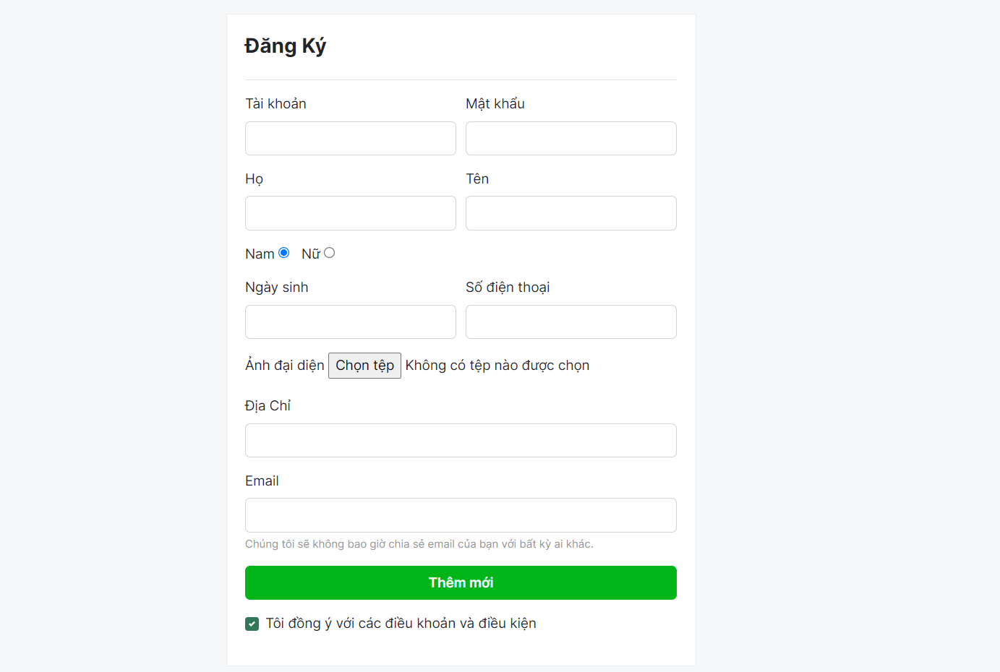 Đăng Ký
Tài khoản Mật khẩu
Họ Tên
Nam Nữ
Ngày sinh Số điện thoại
Ảnh đại diện Chọn tệp Không có tệp nào được chọn
Địa Chỉ
Email
Chúng tôi sẽ không bao giờ chia sẻ email của bạn với bất kỳ ai khác.
Thêm mới
Tôi đồng ý với các điều khoản và điều kiện